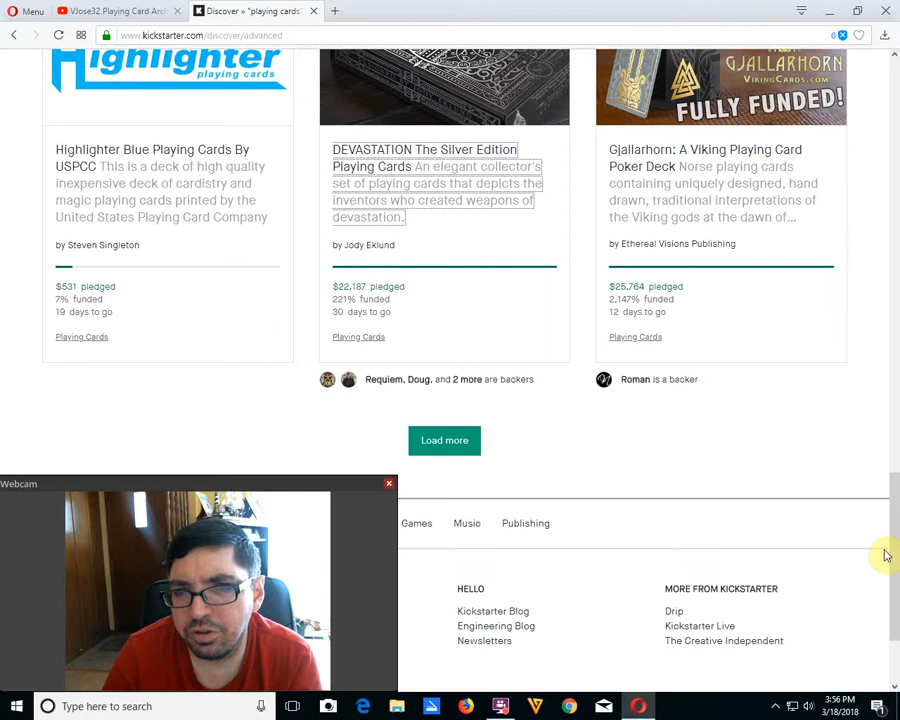 Menu
VJose32 Playing Card Arch
Discover » "playing cards"
www.kickstarter.com/discover/advanced
0
Highlighter
playing cards
GJALLARHORN
VIKINGCARDS.COM
FULLY FUNDED!
Highlighter Blue Playing Cards By
USPCC This is a deck of high quality
inexpensive deck of cardistry and
magic playing cards printed by the
United States Playing Card Company
by Steven Singleton
$531 pledged
7% funded
19 days to go
Playing Cards
DEVASTATION The Silver Edition
Playing Cards An elegant collector's
set of playing cards that depicts the
inventors who created weapons of
devastation.
by Jody Eklund
$22,187 pledged
221% funded
30 days to go
Playing Cards
Requiem, Doug, and 2 more are backers
Gjallarhorn: A Viking Playing Card
Poker Deck Norse playing cards
containing uniquely designed, hand
drawn, traditional interpretations of
the Viking gods at the dawn of...
by Ethereal Visions Publishing
$25,764 pledged
2,147% funded
12 days to go
Playing Cards
Roman is a backer
Load more
Webcam
Games Music Publishing
HELLO
Kickstarter Blog
Engineering Blog
Newsletters
MORE FROM KICKSTARTER
Drip
Kickstarter Live
The Creative Independent
Type here to search
3:56 PM
3/18/2018
1